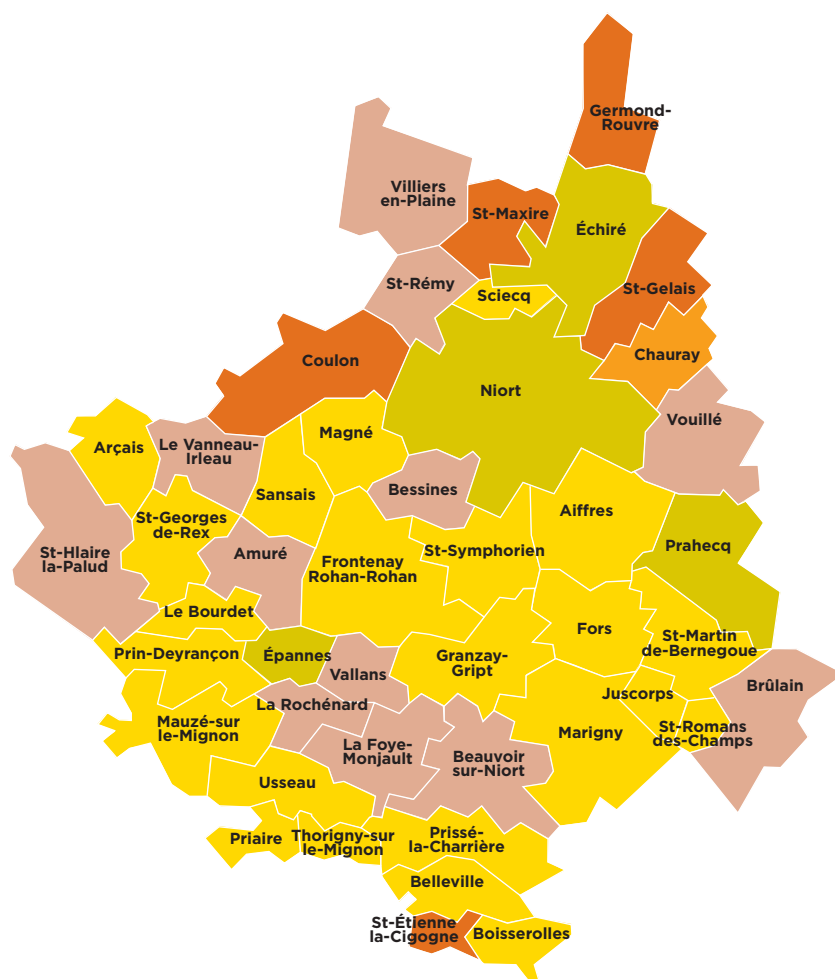 Germond-
Rouvre
Villiers
en-Plaine
St-Maxire
Échiré
St-Rémy
Sciecq
St-Gelais
Chauray
Coulon
Niort
Vouillé
Magné
Arçais
Le Vanneau-
Irleau
Sansais
Bessines
Aiffres
St-Georges
de-Rex
St-Hlaire
la-Palud
Amuré
Frontenay
Rohan-Rohan
St-Symphorien
Prahecq
Le Bourdet
Fors
St-Martin
de-Bernegoue
Prin-Deyrançon
Épannes
Vallans
Granzay-
Gript
Juscorps
Brûlain
La Rochénard
Mauzé-sur
le-Mignon
La Foye-
Monjault
Beauvoir
sur-Niort
Marigny
St-Romans
des-Champs
Usseau
Priaire
Thorigny-sur
le-Mignon
Prissé-
la-Charrière
Belleville
St-Étienne
la-Cigogne
Boisserolles